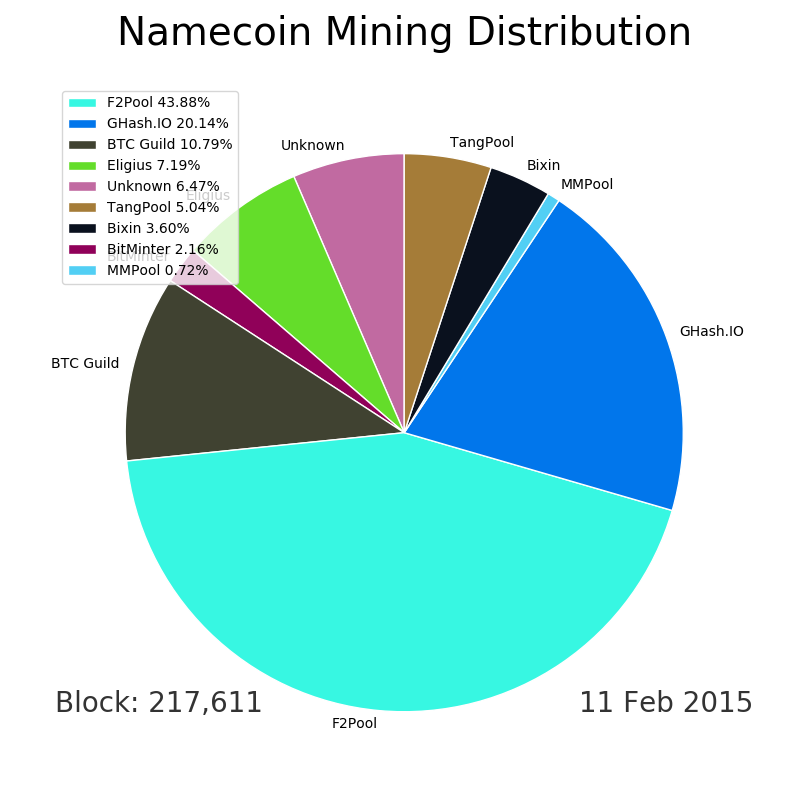 Namecoin Mining Distribution
F2Pool 43.88%
GHash.IO 20.14%
BTC Guild 10.79%
Eligius 7.19%
Unknown 6.47%
TangPool 5.04%
Bixin 3.60%
BitMinter 2.16%
MMPool 0.72%
Unknown
TangPool
Bixin
MMPool
Eligius
BitMinter
GHash.IO
BTC Guild
F2Pool
Block: 217,611
11 Feb 2015